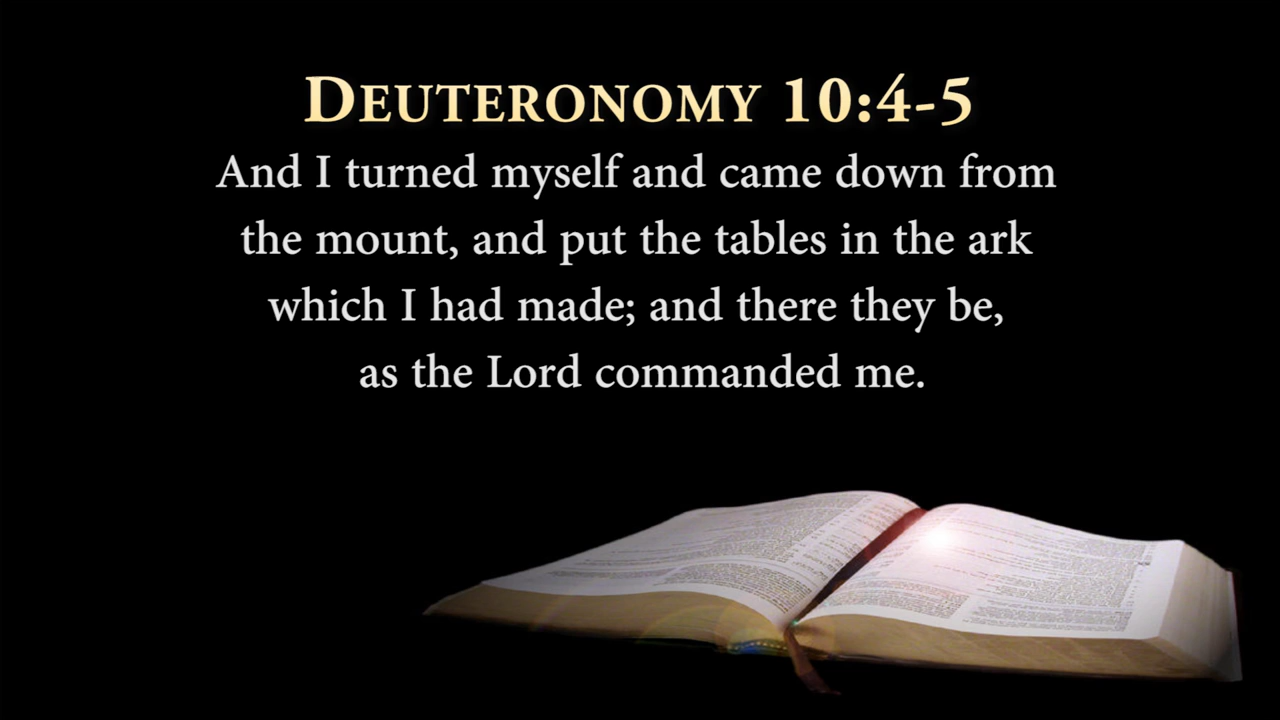 Deuteronomy 10:4-5
And I turned myself and came down from
the mount, and put the tables in the ark
which I had made; and there they be,
as the Lord commanded me.